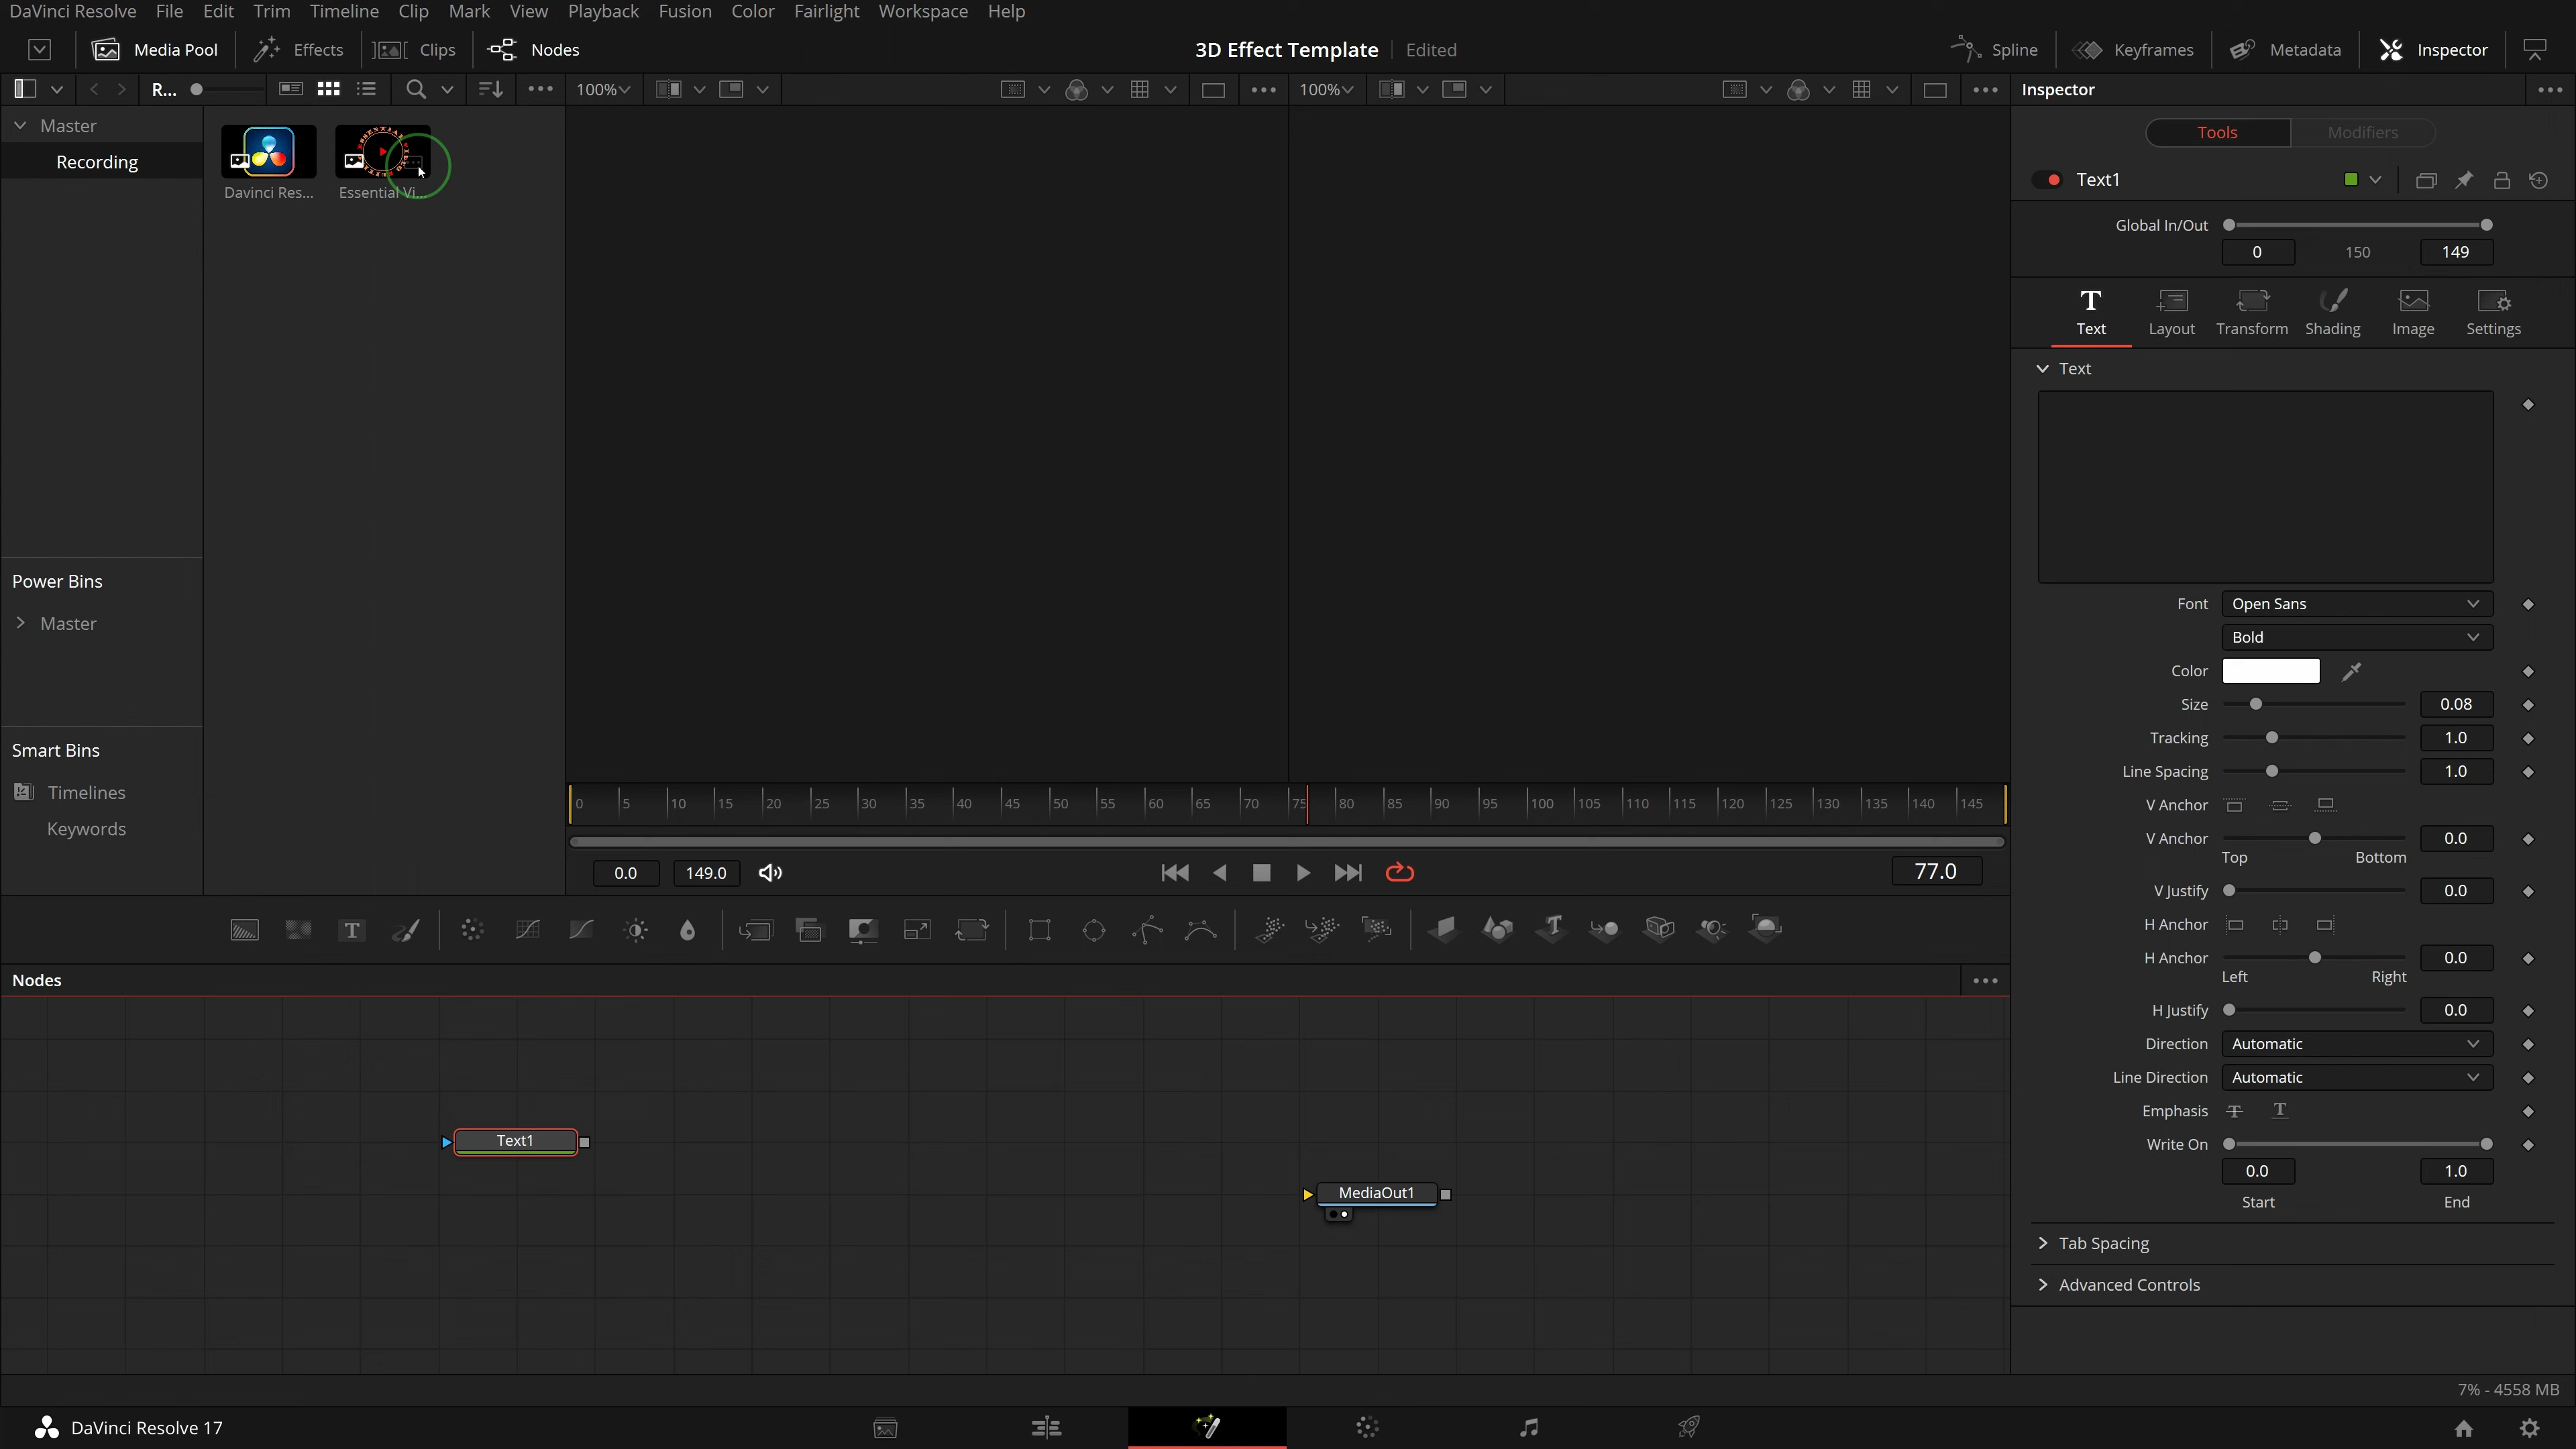 DaVinci Resolve File Edit Trim Timeline Clip Mark View Playback Fusion Color Fairlight Workspace Help
Media Pool Effects Clips Nodes 3D Effect Template Edited Spline Keyframes Metadata Inspector
R... 100% 100% Inspector
Master
Recording
Davinci Res... Essential Vi...
Power Bins
Master
Smart Bins
Timelines
Keywords
0 5 10 15 20 25 30 35 40 45 50 55 60 65 70 75 80 85 90 95 100 105 110 115 120 125 130 135 140 145
0.0 149.0 77.0
Nodes
Text1
MediaOut1
Tools Modifiers
Text1
Global In/Out
0 150 149
Text Layout Transform Shading Image Settings
Text
Font Open Sans
Bold
Color
Size 0.08
Tracking 1.0
Line Spacing 1.0
V Anchor
V Anchor 0.0
Top Bottom
V Justify 0.0
H Anchor
H Anchor 0.0
Left Right
H Justify 0.0
Direction Automatic
Line Direction Automatic
Emphasis T T
Write On
0.0 1.0
Start End
Tab Spacing
Advanced Controls
7% - 4558 MB
DaVinci Resolve 17